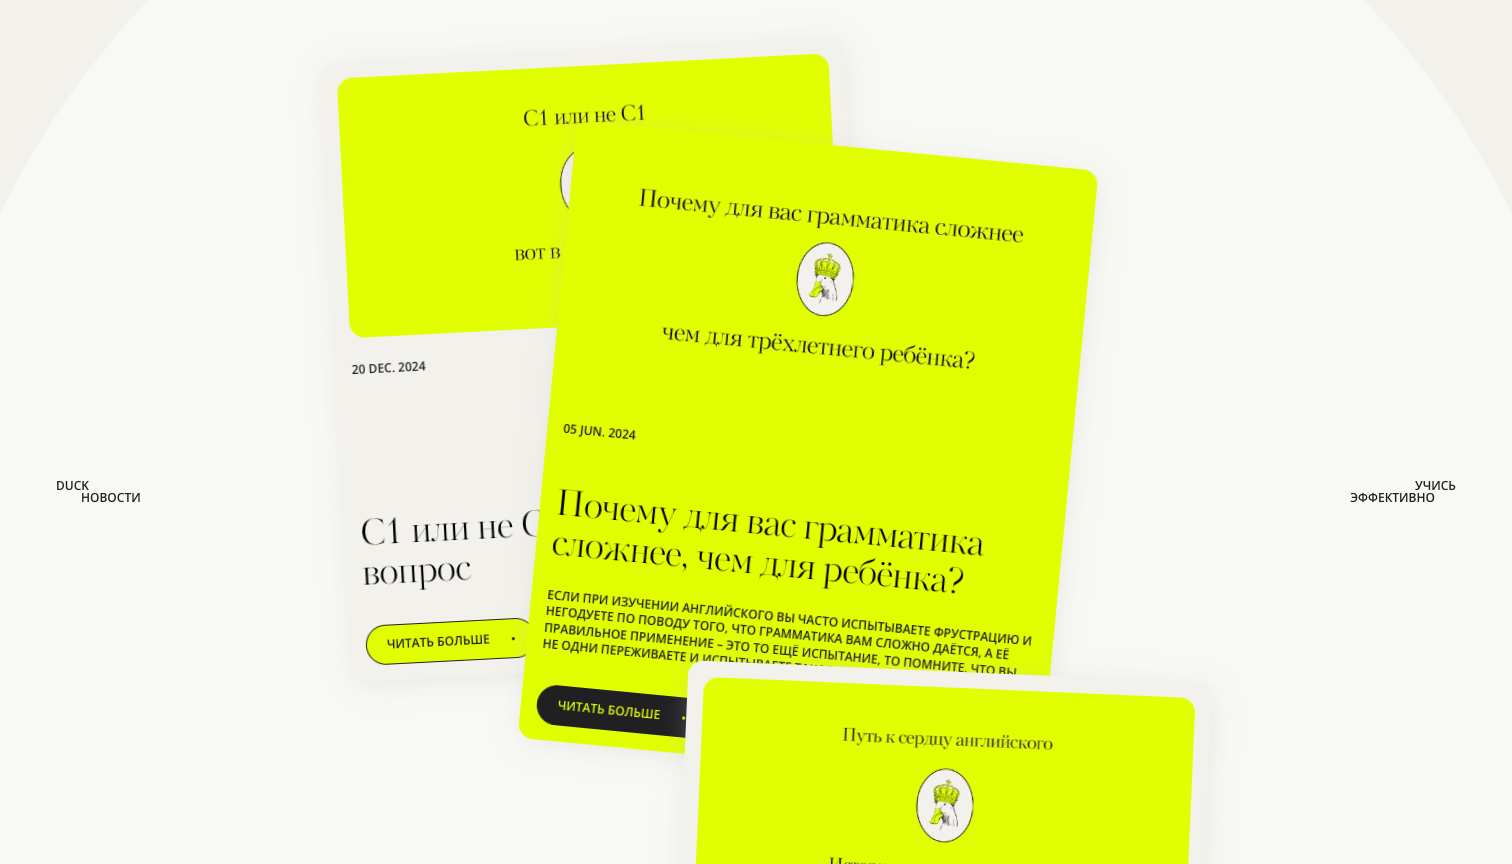 С1 или не С1
вот в
20 DEC. 2024
С1 или не
вопрос
ЧИТАТЬ БОЛЬШЕ
Почему для вас грамматика сложнее
чем для трёхлетнего ребёнка?
05 JUN. 2024
Почему для вас грамматика
сложнее, чем для ребёнка?
ЕСЛИ ПРИ ИЗУЧЕНИИ АНГЛИЙСКОГО ВЫ ЧАСТО ИСПЫТЫВАЕТЕ ФРУСТРАЦИЮ И
НЕГОДУЕТЕ ПО ПОВОДУ ТОГО, ЧТО ГРАММАТИКА ВАМ СЛОЖНО ДАЁТСЯ, А ЕЁ
ПРАВИЛЬНОЕ ПРИМЕНЕНИЕ – ЭТО ТО ЕЩЁ ИСПЫТАНИЕ, ТО ПОМНИТЕ, ЧТО ВЫ
НЕ ОДНИ ПЕРЕЖИВАЕТЕ И ИСПЫТЫВАЕТЕ
ЧИТАТЬ БОЛЬШЕ
Путь к сердцу английского
DUCK
НОВОСТИ
УЧИСЬ
ЭФФЕКТИВНО